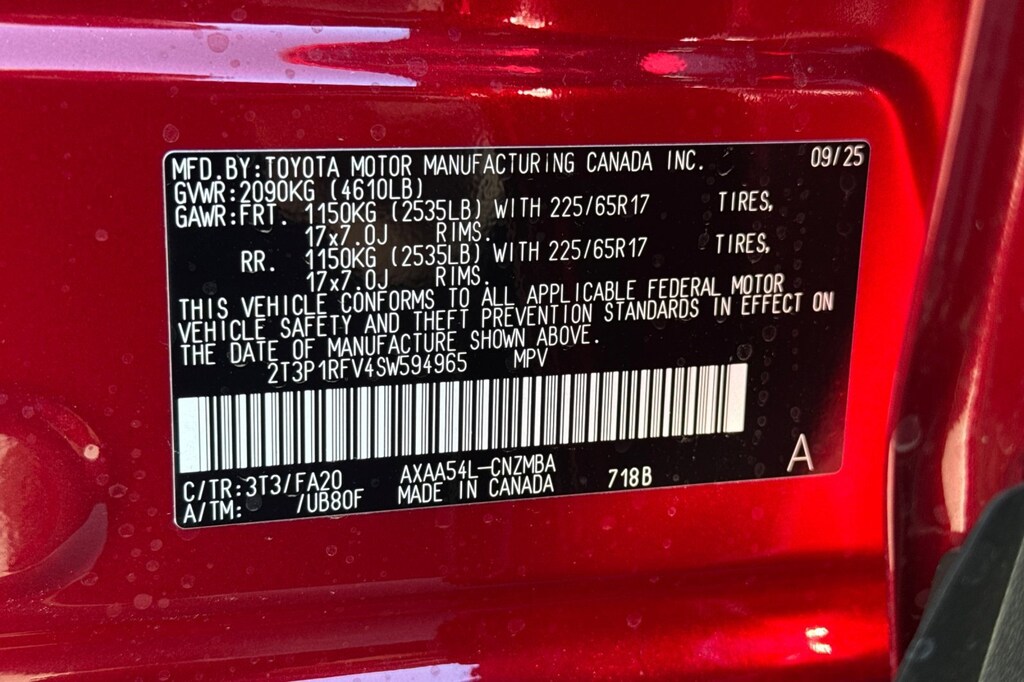 MFD.BY:TOYOTA MOTOR MANUFACTURING CANADA INC. 09/25
GVWR:2090KG (4610LB)
GAWR:FRT. 1150KG (2535LB) WITH 225/65R17 TIRES,
17x7.0J RIMS.
RR. 1150KG (2535LB) WITH 225/65R17 TIRES,
17x7.0J RIMS.
THIS VEHICLE CONFORMS TO ALL APPLICABLE FEDERAL MOTOR
VEHICLE SAFETY AND THEFT PREVENTION STANDARDS IN EFFECT ON
THE DATE OF MANUFACTURE SHOWN ABOVE.
2T3P1RFV4SW594965 MPV
C/TR:3T3/FA20 AXAA54L-CNZMBA 718B A
A/TM: /UB80F MADE IN CANADA